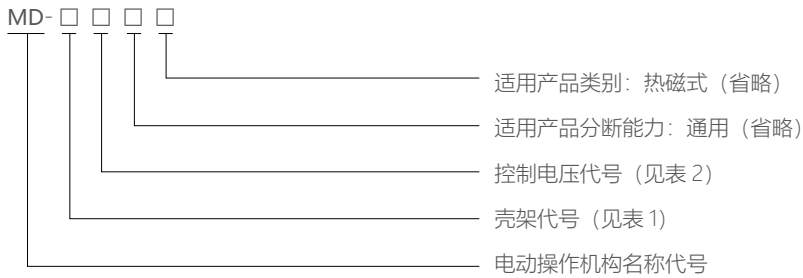 MD-□ □ □ □
适用产品类别：热磁式（省略）
适用产品分断能力：通用（省略）
控制电压代号（见表 2）
壳架代号（见表 1）
电动操作机构名称代号